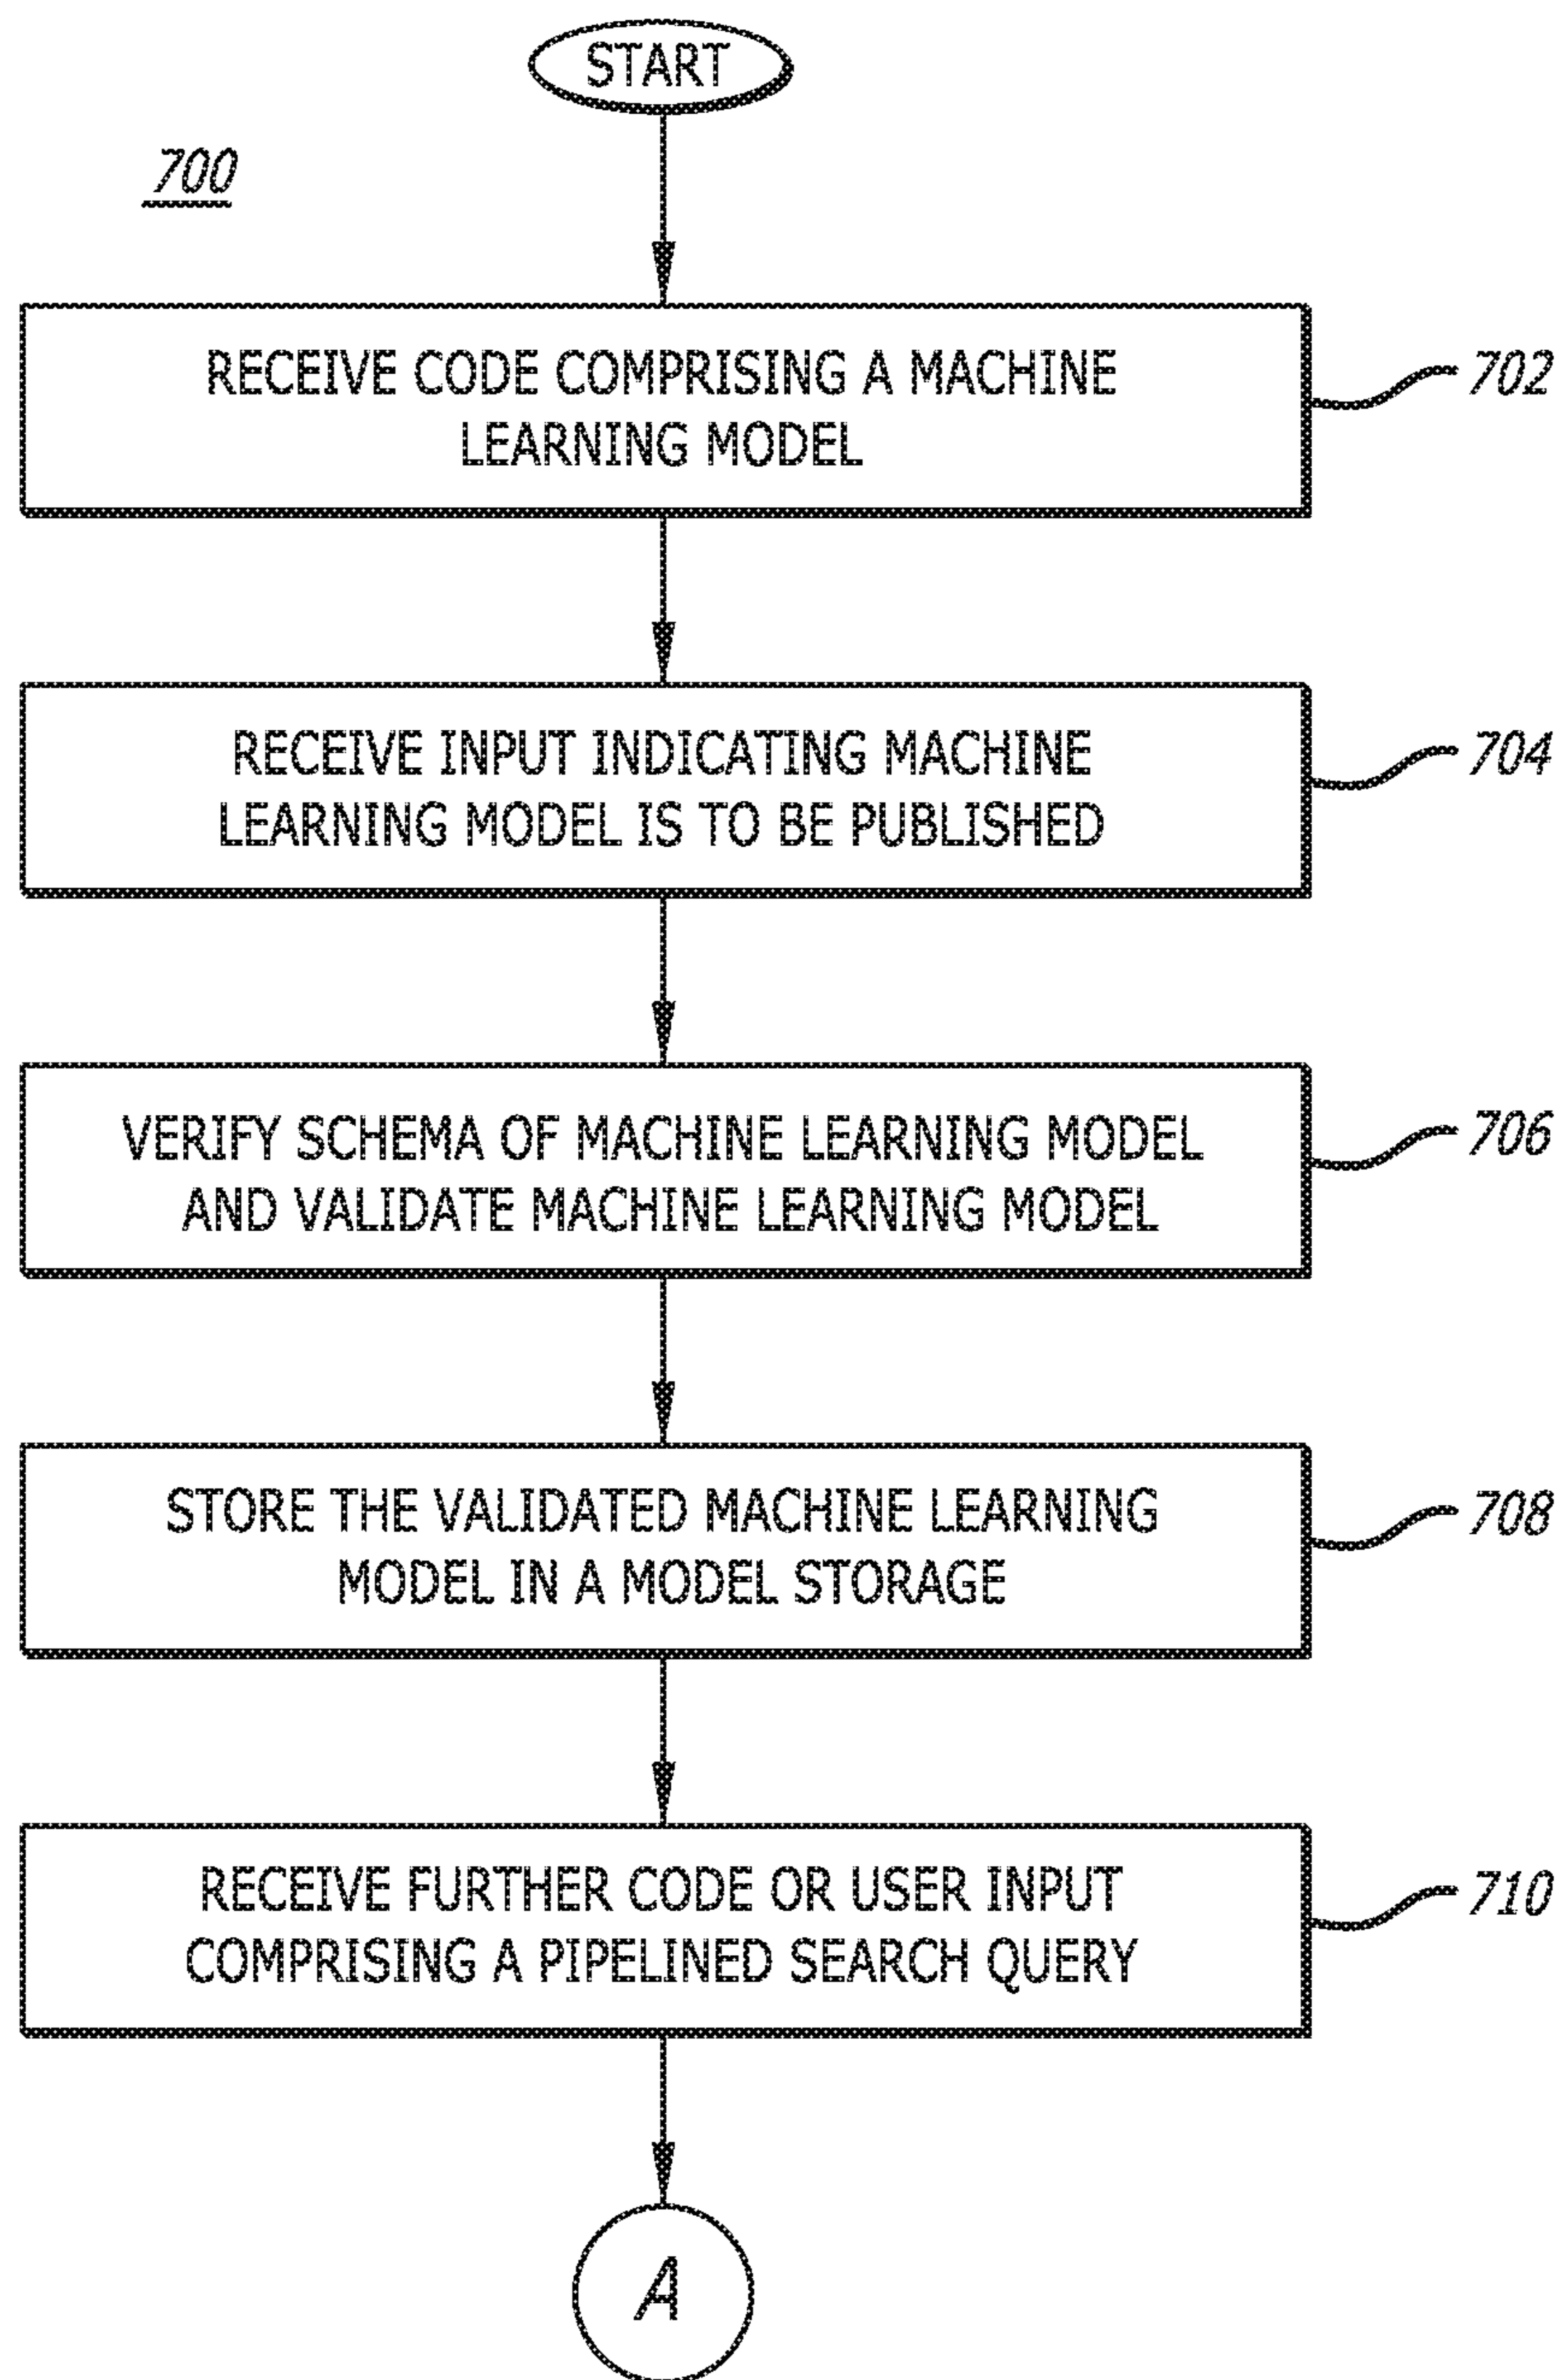 START
700
RECEIVE CODE COMPRISING A MACHINE
LEARNING MODEL
702
RECEIVE INPUT INDICATING MACHINE
LEARNING MODEL IS TO BE PUBLISHED
704
VERIFY SCHEMA OF MACHINE LEARNING MODEL
AND VALIDATE MACHINE LEARNING MODEL
706
STORE THE VALIDATED MACHINE LEARNING
MODEL IN A MODEL STORAGE
708
RECEIVE FURTHER CODE OR USER INPUT
COMPRISING A PIPELINED SEARCH QUERY
710
A